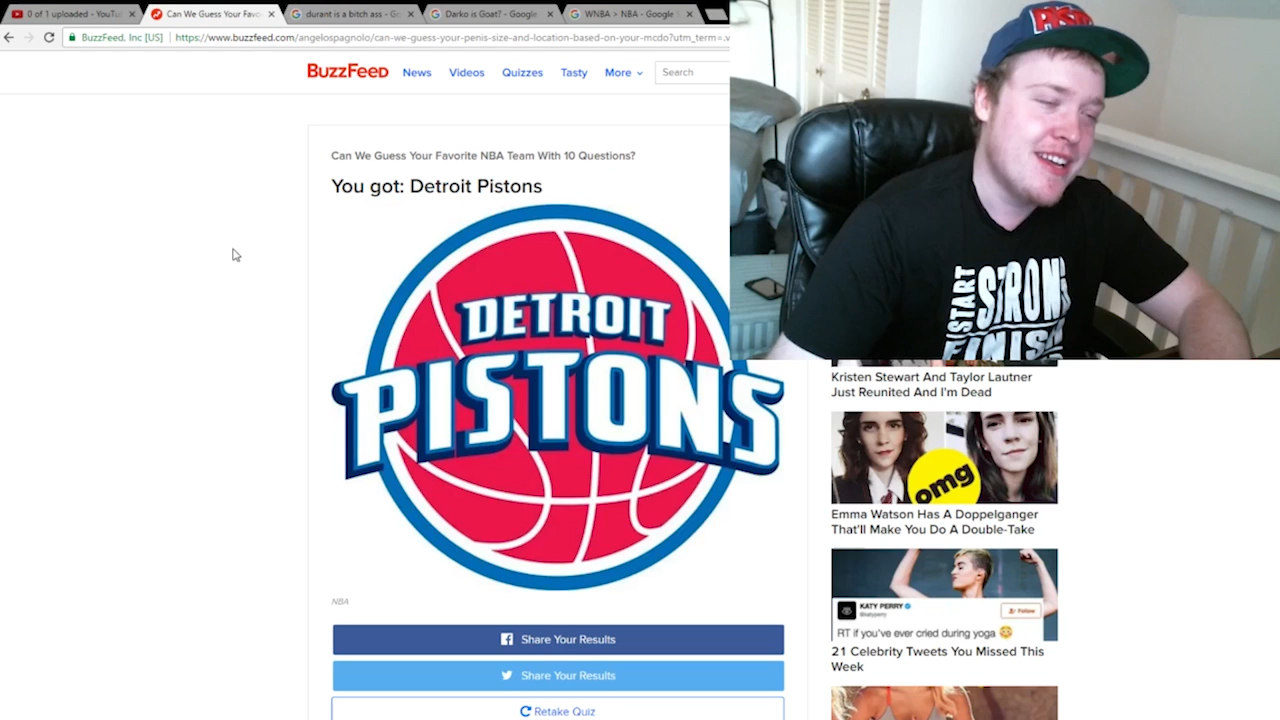 0 of 1 uploaded - YouTu
Can We Guess Your Favo
durant is a bitch ass - Go
Darko is Goat? - Google
WNBA > NBA - Google S
BuzzFeed, Inc [US]
https://www.buzzfeed.com/angelospagnolo/can-we-guess-your-penis-size-and-location-based-on-your-mcdo?utm_term=.v
BuzzFeed
News
Videos
Quizzes
Tasty
More
Search
Can We Guess Your Favorite NBA Team With 10 Questions?
You got: Detroit Pistons
DETROIT
PISTONS
NBA
Share Your Results
Share Your Results
Retake Quiz
START
STRONG
FINISH
Kristen Stewart And Taylor Lautner
Just Reunited And I'm Dead
omg
Emma Watson Has A Doppelganger
That'll Make You Do A Double-Take
KATY PERRY
Follow
RT if you've ever cried during yoga
21 Celebrity Tweets You Missed This
Week